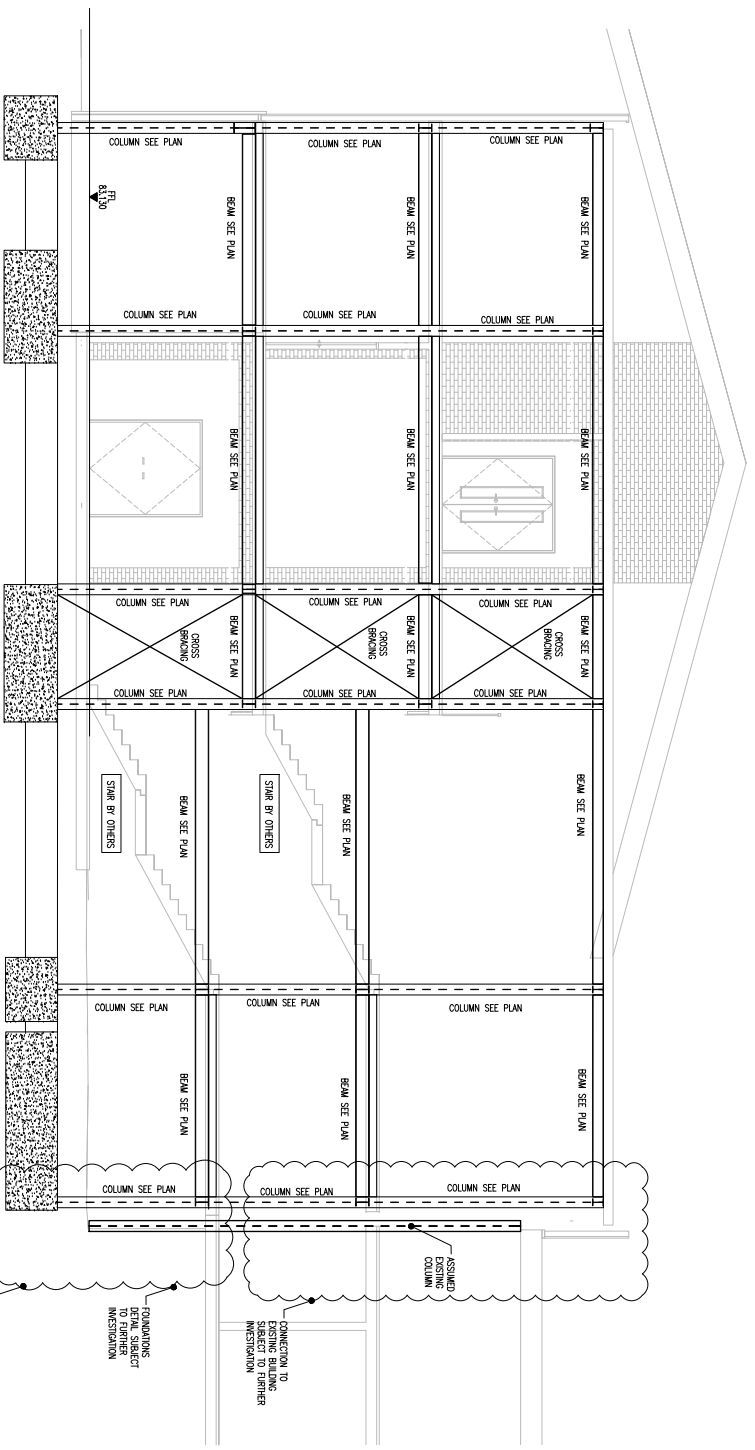 COLUMN SEE PLAN
COLUMN SEE PLAN
COLUMN SEE PLAN
FFL
83.130
BEAM SEE PLAN
BEAM SEE PLAN
BEAM SEE PLAN
COLUMN SEE PLAN
COLUMN SEE PLAN
COLUMN SEE PLAN
BEAM SEE PLAN
BEAM SEE PLAN
BEAM SEE PLAN
COLUMN SEE PLAN
COLUMN SEE PLAN
COLUMN SEE PLAN
CROSS
BRACING
BEAM SEE PLAN
CROSS
BRACING
BEAM SEE PLAN
CROSS
BRACING
BEAM SEE PLAN
COLUMN SEE PLAN
COLUMN SEE PLAN
COLUMN SEE PLAN
STAIR BY OTHERS
BEAM SEE PLAN
STAIR BY OTHERS
BEAM SEE PLAN
BEAM SEE PLAN
COLUMN SEE PLAN
COLUMN SEE PLAN
COLUMN SEE PLAN
BEAM SEE PLAN
BEAM SEE PLAN
BEAM SEE PLAN
COLUMN SEE PLAN
COLUMN SEE PLAN
COLUMN SEE PLAN
ASSUMED
EXISTING
COLUMN
FOUNDATIONS
DETAIL SUBJECT
TO FURTHER
INVESTIGATION
CONNECTION TO
EXISTING BUILDING
SUBJECT TO FURTHER
INVESTIGATION